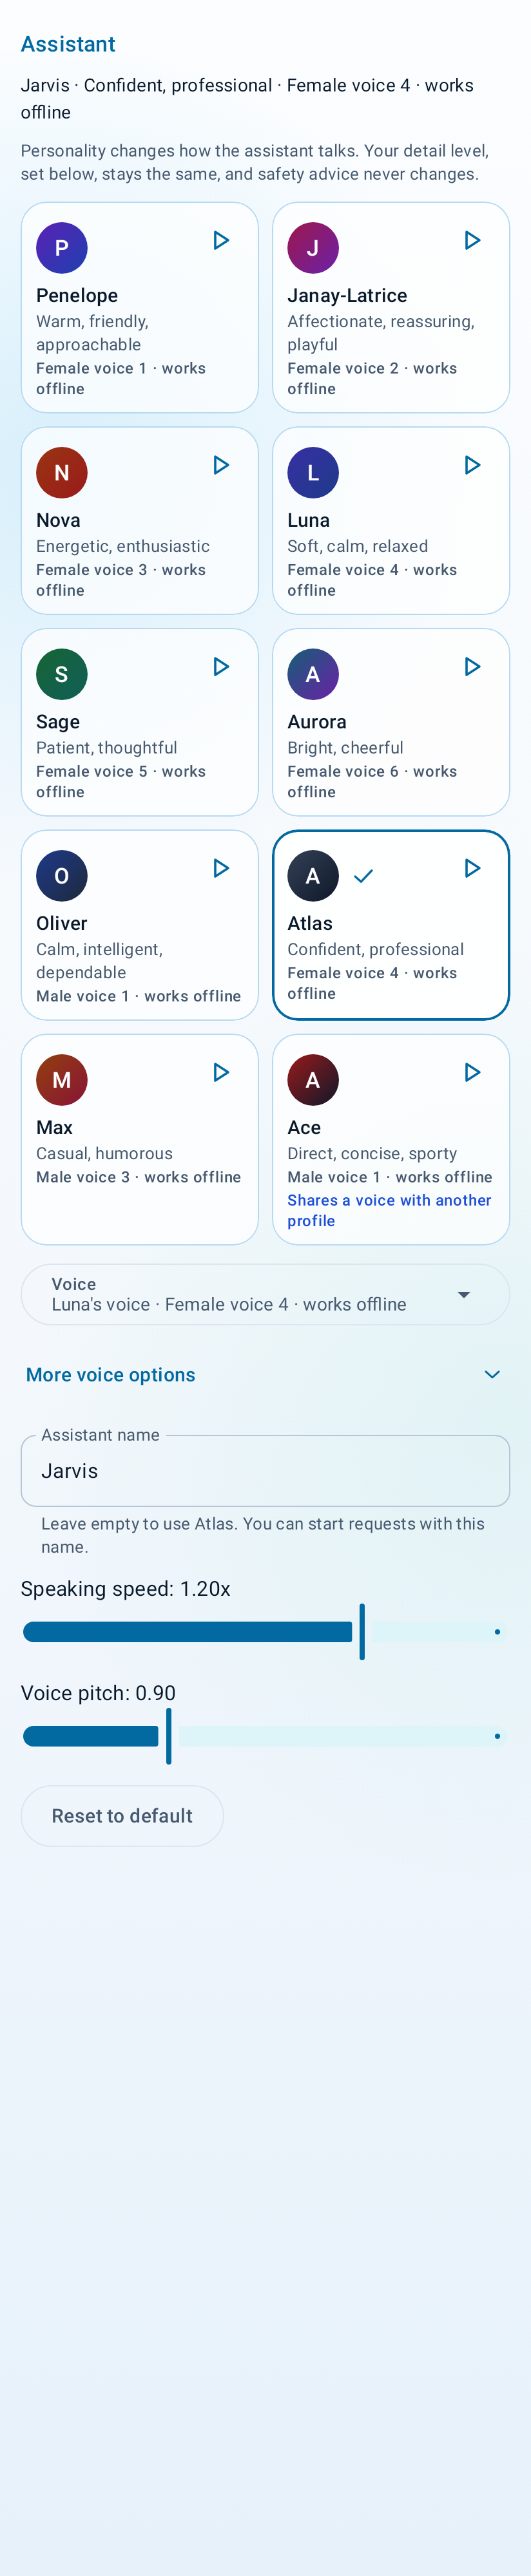 Assistant
Jarvis · Confident, professional · Female voice 4 · works
offline
Personality changes how the assistant talks. Your detail level,
set below, stays the same, and safety advice never changes.
P
Penelope
Warm, friendly,
approachable
Female voice 1 · works
offline
J
Janay-Latrice
Affectionate, reassuring,
playful
Female voice 2 · works
offline
N
Nova
Energetic, enthusiastic
Female voice 3 · works
offline
L
Luna
Soft, calm, relaxed
Female voice 4 · works
offline
S
Sage
Patient, thoughtful
Female voice 5 · works
offline
A
Aurora
Bright, cheerful
Female voice 6 · works
offline
O
Oliver
Calm, intelligent,
dependable
Male voice 1 · works offline
A
Atlas
Confident, professional
Female voice 4 · works
offline
M
Max
Casual, humorous
Male voice 3 · works offline
A
Ace
Direct, concise, sporty
Male voice 1 · works offline
Shares a voice with another
profile
Voice
Luna's voice · Female voice 4 · works offline
More voice options
Assistant name
Jarvis
Leave empty to use Atlas. You can start requests with this
name.
Speaking speed: 1.20x
Voice pitch: 0.90
Reset to default